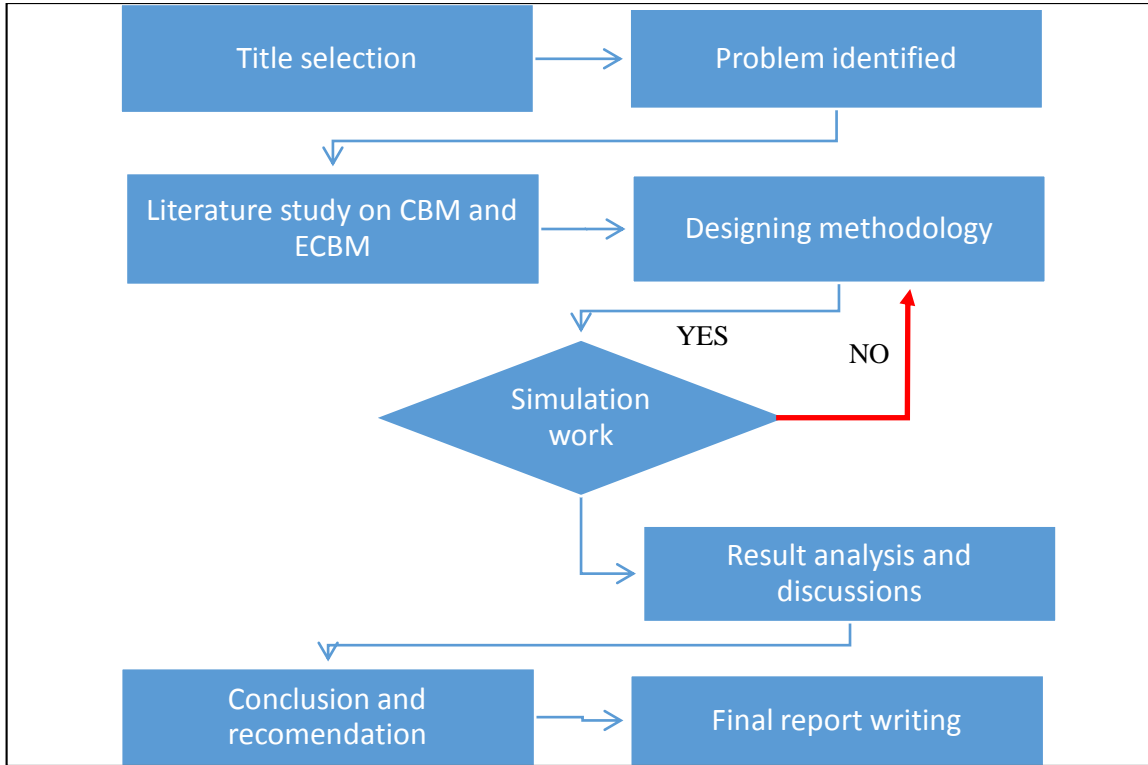 Title selection
Problem identified
Literature study on CBM and
ECBM
Designing methodology
YES
NO
Simulation
work
Result analysis and
discussions
Conclusion and
recomendation
Final report writing